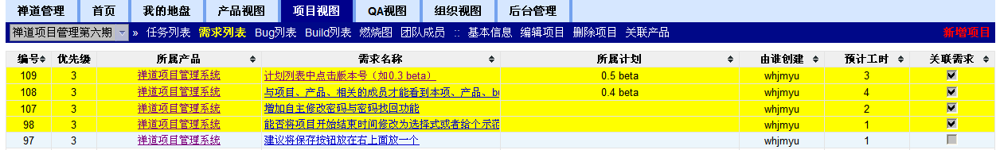 禅道管理 首页 我的地盘 产品视图 项目视图 QA视图 组织视图 后台管理
禅道项目管理第六期 » 任务列表 需求列表 Bug列表 Build列表 燃烧图 团队成员 :: 基本信息 编辑项目 删除项目 关联产品 新增项目
编号 优先级 所属产品 需求名称 所属计划 由谁创建 预计工时 关联需求
109 3 禅道项目管理系统 计划列表中点击版本号（如0.3 beta） 0.5 beta whjmyu 3
108 3 禅道项目管理系统 与项目、产品、相关的成员才能看到本项、产品、bu 0.4 beta whjmyu 4
107 3 禅道项目管理系统 增加自主修改密码与密码找回功能 whjmyu 2
98 3 禅道项目管理系统 能否将项目开始结束时间修改为选择式或者给个示范 whjmyu 1
97 3 禅道项目管理系统 建议将保存按钮放在右上面放一个 whjmyu 1